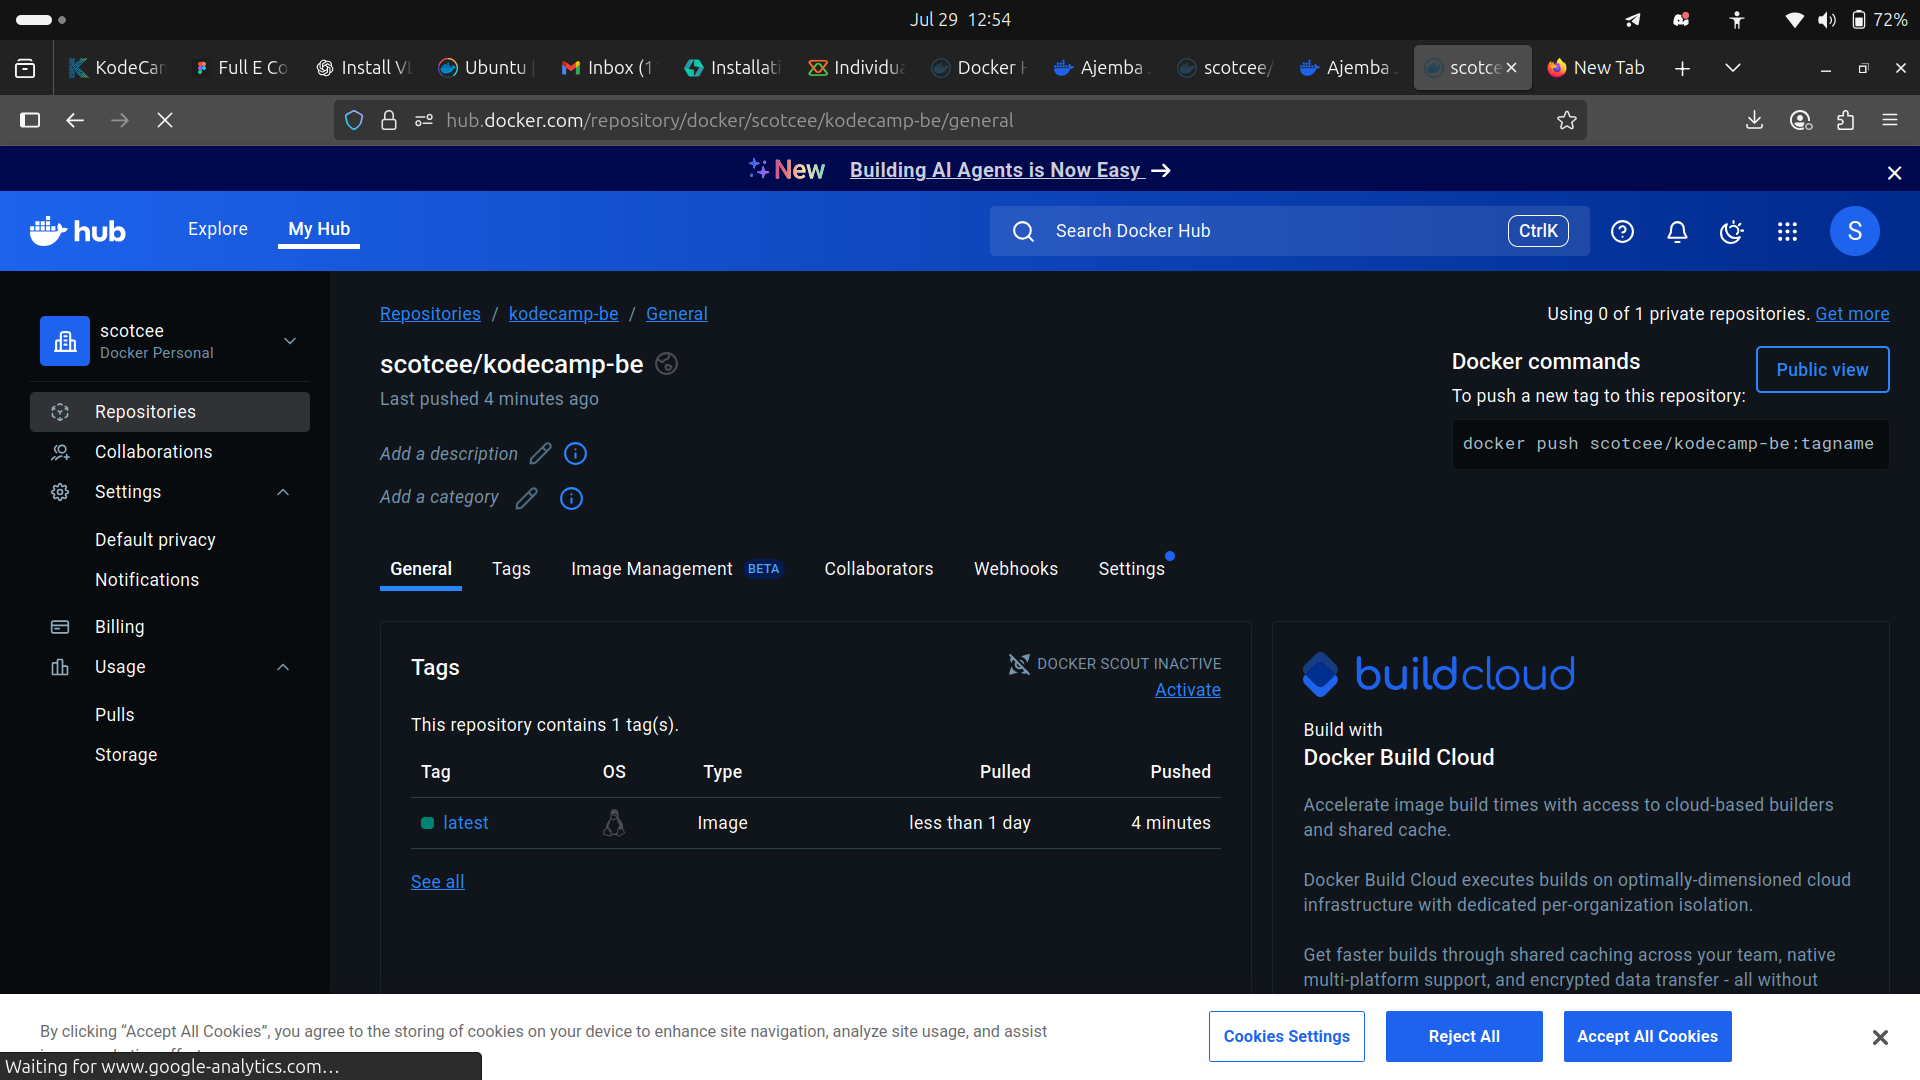 Jul 29 12:54
72%
KodeCar
Full E Co
Install VL
Ubuntu
Inbox (1
Installati
Individua
Docker H
Ajemba
scotcee/
Ajemba
scotce
New Tab
hub.docker.com/repository/docker/scotcee/kodecamp-be/general
New Building AI Agents is Now Easy →
hub
Explore
My Hub
Search Docker Hub
CtrlK
S
scotcee
Docker Personal
Repositories
Collaborations
Settings
Default privacy
Notifications
Billing
Usage
Pulls
Storage
Repositories / kodecamp-be / General
Using 0 of 1 private repositories. Get more
scotcee/kodecamp-be
Last pushed 4 minutes ago
Add a description
Add a category
Docker commands
Public view
To push a new tag to this repository:
docker push scotcee/kodecamp-be:tagname
General
Tags
Image Management BETA
Collaborators
Webhooks
Settings
Tags
DOCKER SCOUT INACTIVE
Activate
This repository contains 1 tag(s).
Tag OS Type Pulled Pushed
latest Image less than 1 day 4 minutes
See all
buildcloud
Build with
Docker Build Cloud
Accelerate image build times with access to cloud-based builders
and shared cache.
Docker Build Cloud executes builds on optimally-dimensioned cloud
infrastructure with dedicated per-organization isolation.
Get faster builds through shared caching across your team, native
multi-platform support, and encrypted data transfer - all without
By clicking “Accept All Cookies”, you agree to the storing of cookies on your device to enhance site navigation, analyze site usage, and assist
Cookies Settings
Reject All
Accept All Cookies
Waiting for www.google-analytics.com…